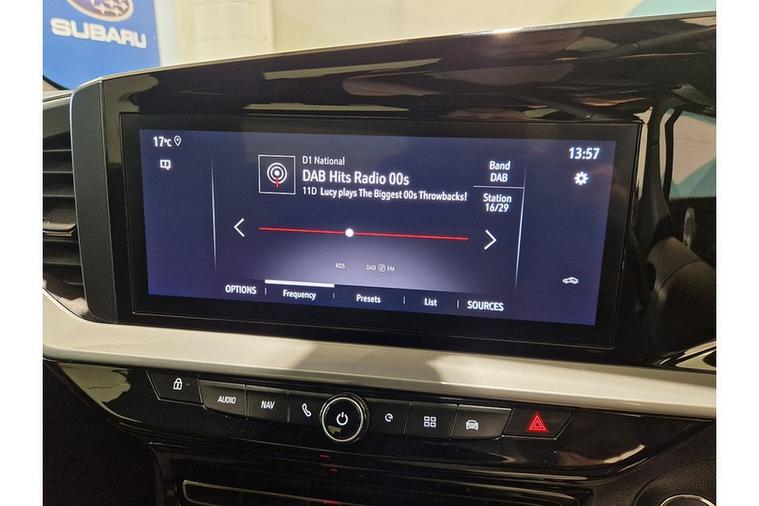 SUBARU
17°C
13:57
D1 National
DAB Hits Radio 00s
11D Lucy plays The Biggest 00s Throwbacks!
Band
DAB
Station
16/29
RDS
DAB FM
OPTIONS
Frequency
Presets
List
SOURCES
AUDIO
NAV